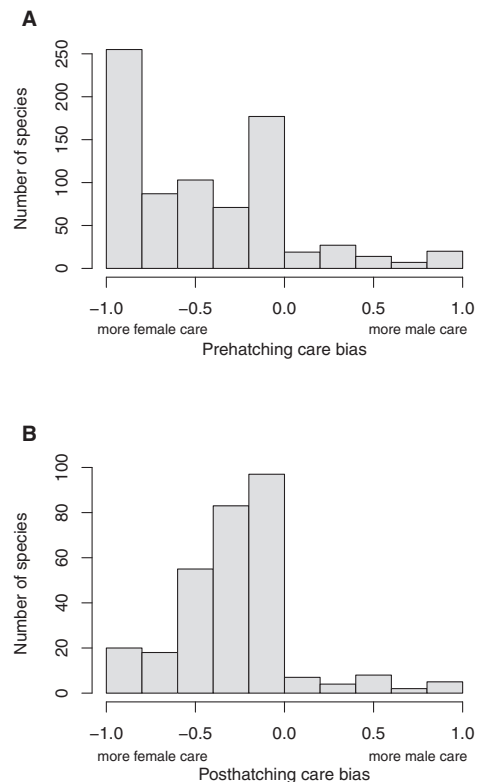 A
Number of species
250
200
150
100
50
0
−1.0 −0.5 0.0 0.5 1.0
more female care more male care
Prehatching care bias
B
Number of species
100
80
60
40
20
0
−1.0 −0.5 0.0 0.5 1.0
more female care more male care
Posthatching care bias